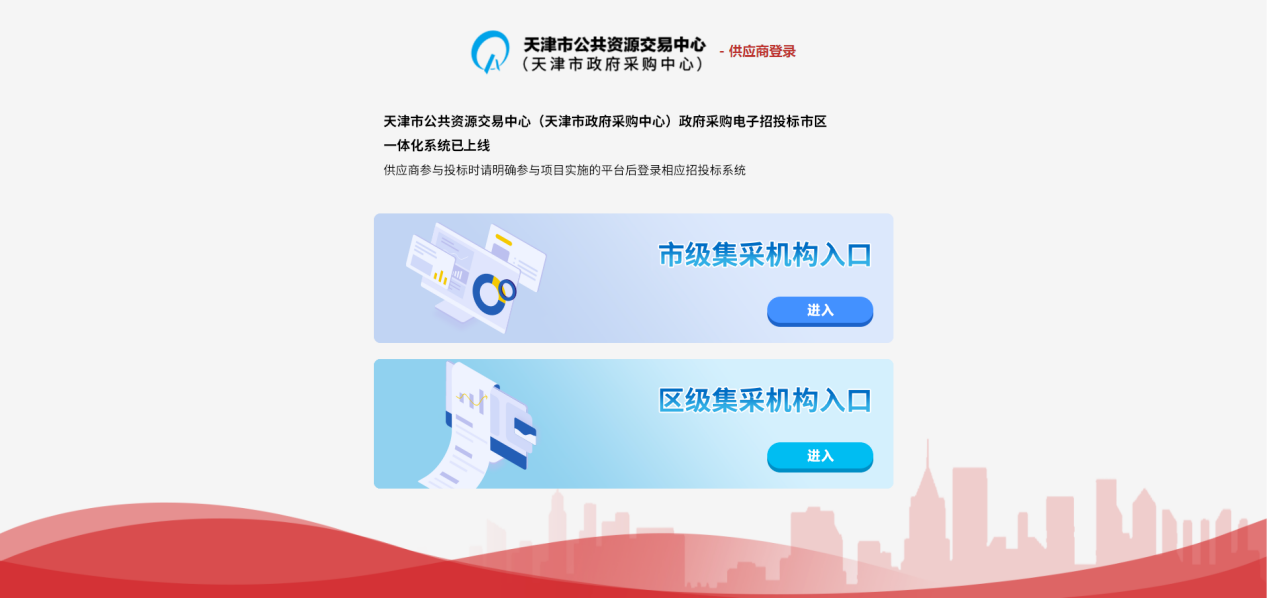 天津市公共资源交易中心
（天津市政府采购中心）
- 供应商登录
天津市公共资源交易中心（天津市政府采购中心）政府采购电子招投标市区
一体化系统已上线
供应商参与投标时请明确参与项目实施的平台后登录相应招投标系统
市级集采机构入口
进入
区级集采机构入口
进入